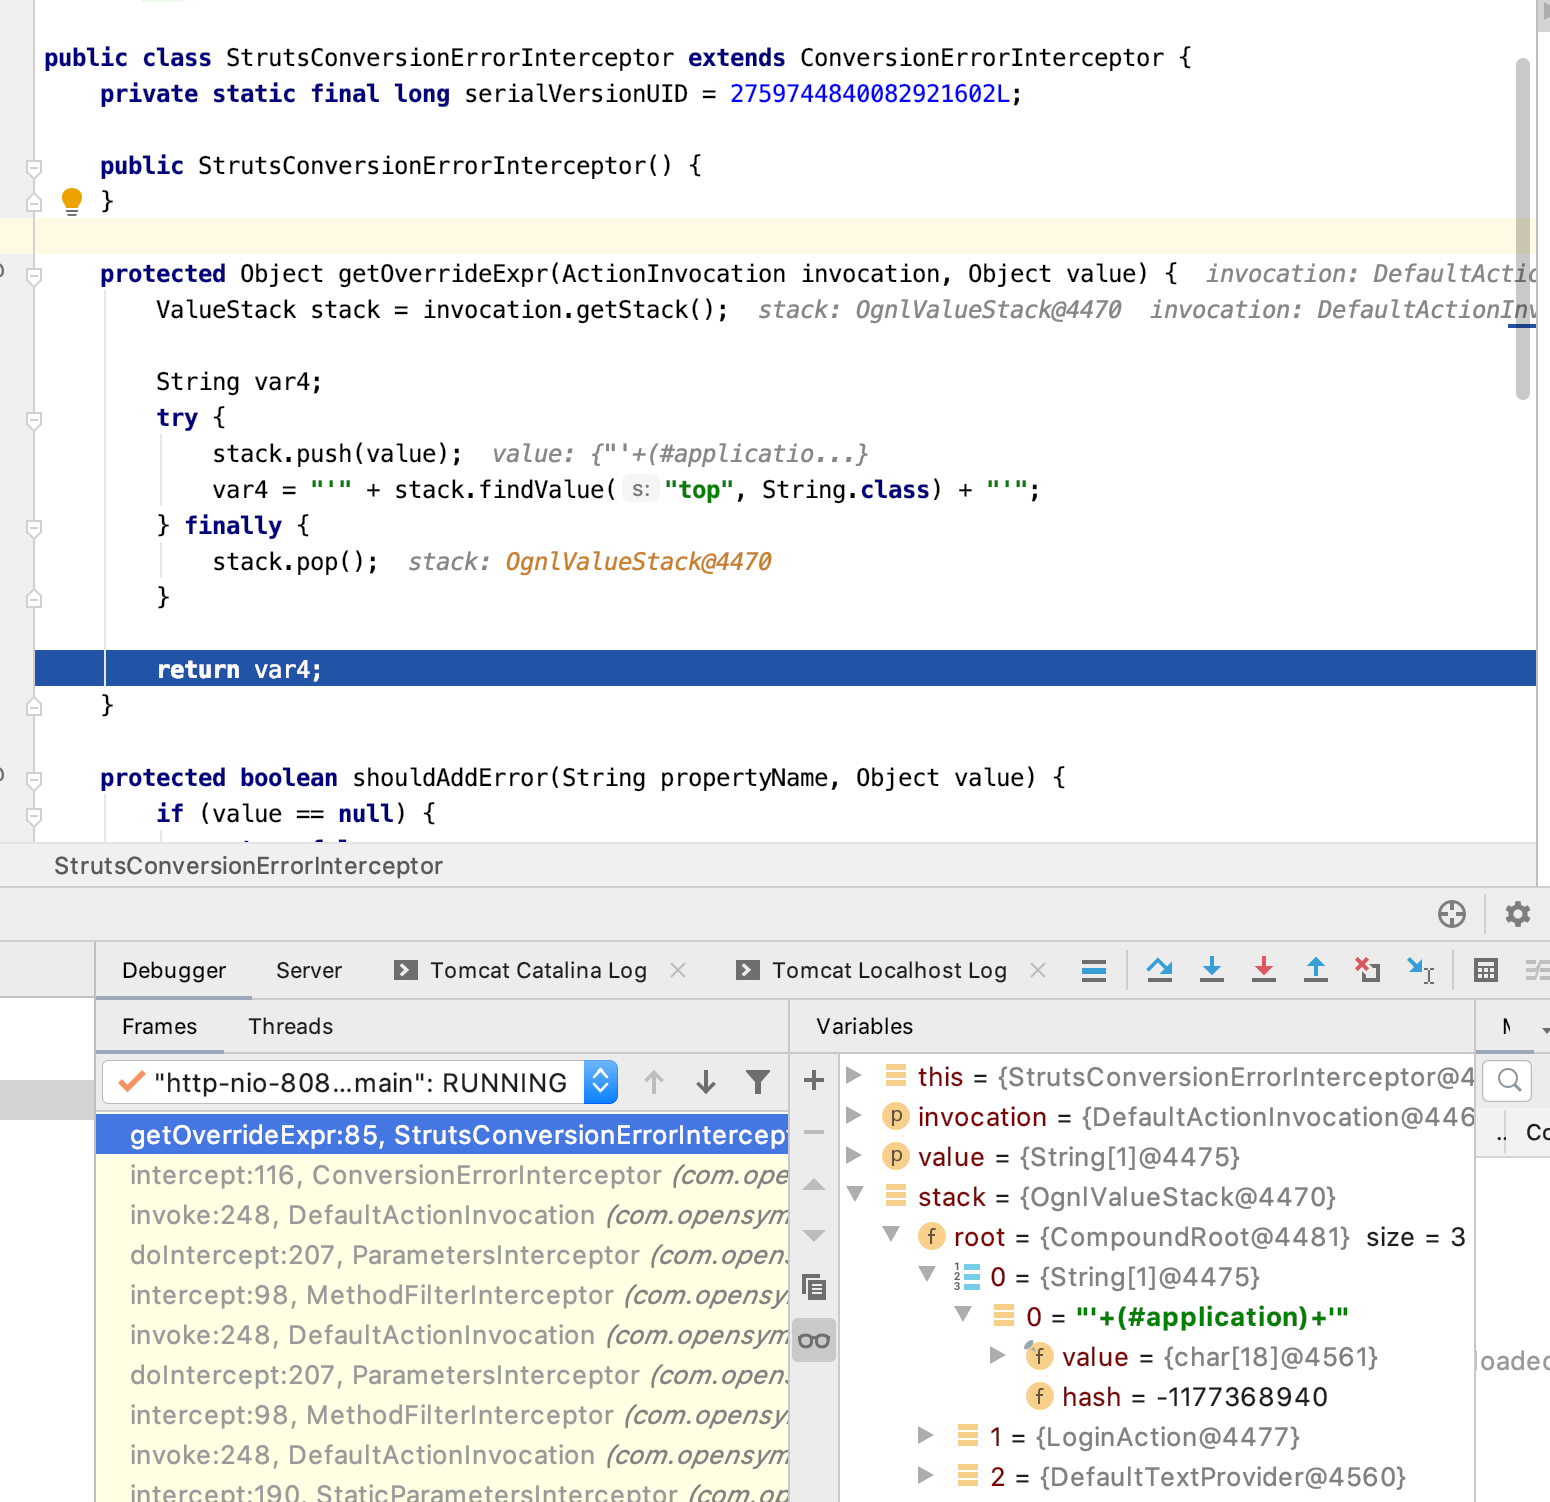 public class StrutsConversionErrorInterceptor extends ConversionErrorInterceptor {
private static final long serialVersionUID = 2759744840082921602L;
public StrutsConversionErrorInterceptor() {
}
protected Object getOverrideExpr(ActionInvocation invocation, Object value) { invocation: DefaultActio
ValueStack stack = invocation.getStack(); stack: OgnlValueStack@4470 invocation: DefaultActionInv
String var4;
try {
stack.push(value); value: {"'+(#applicatio...}
var4 = "'" + stack.findValue( s: "top", String.class) + "'";
} finally {
stack.pop(); stack: OgnlValueStack@4470
}
return var4;
}
protected boolean shouldAddError(String propertyName, Object value) {
if (value == null) {
StrutsConversionErrorInterceptor
Debugger Server Tomcat Catalina Log Tomcat Localhost Log
Frames Threads Variables
"http-nio-808...main": RUNNING
getOverrideExpr:85, StrutsConversionErrorIntercept
intercept:116, ConversionErrorInterceptor (com.ope
invoke:248, DefaultActionInvocation (com.opensym
doIntercept:207, ParametersInterceptor (com.opens
intercept:98, MethodFilterInterceptor (com.opensy
invoke:248, DefaultActionInvocation (com.opensym
doIntercept:207, ParametersInterceptor (com.opens
intercept:98, MethodFilterInterceptor (com.opensy
invoke:248, DefaultActionInvocation (com.opensym
intercept:190, StaticParametersInterceptor (com.op
this = {StrutsConversionErrorInterceptor@4
p invocation = {DefaultActionInvocation@446
p value = {String[1]@4475}
stack = {OgnlValueStack@4470}
f root = {CompoundRoot@4481} size = 3
0 = {String[1]@4475}
0 = "'+(#application)+'"
f value = {char[18]@4561}
f hash = -1177368940
1 = {LoginAction@4477}
2 = {DefaultTextProvider@4560}
.. Co
loaded